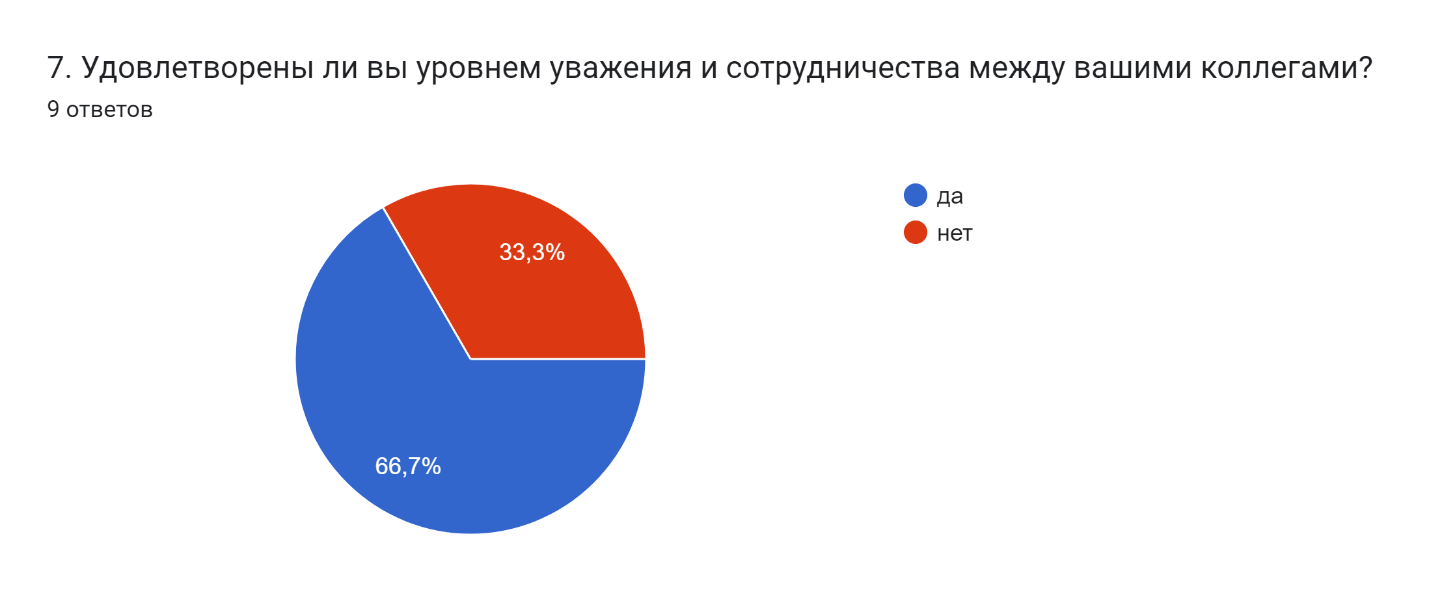 7. Удовлетворены ли вы уровнем уважения и сотрудничества между вашими коллегами?
9 ответов
да
нет
33,3%
66,7%